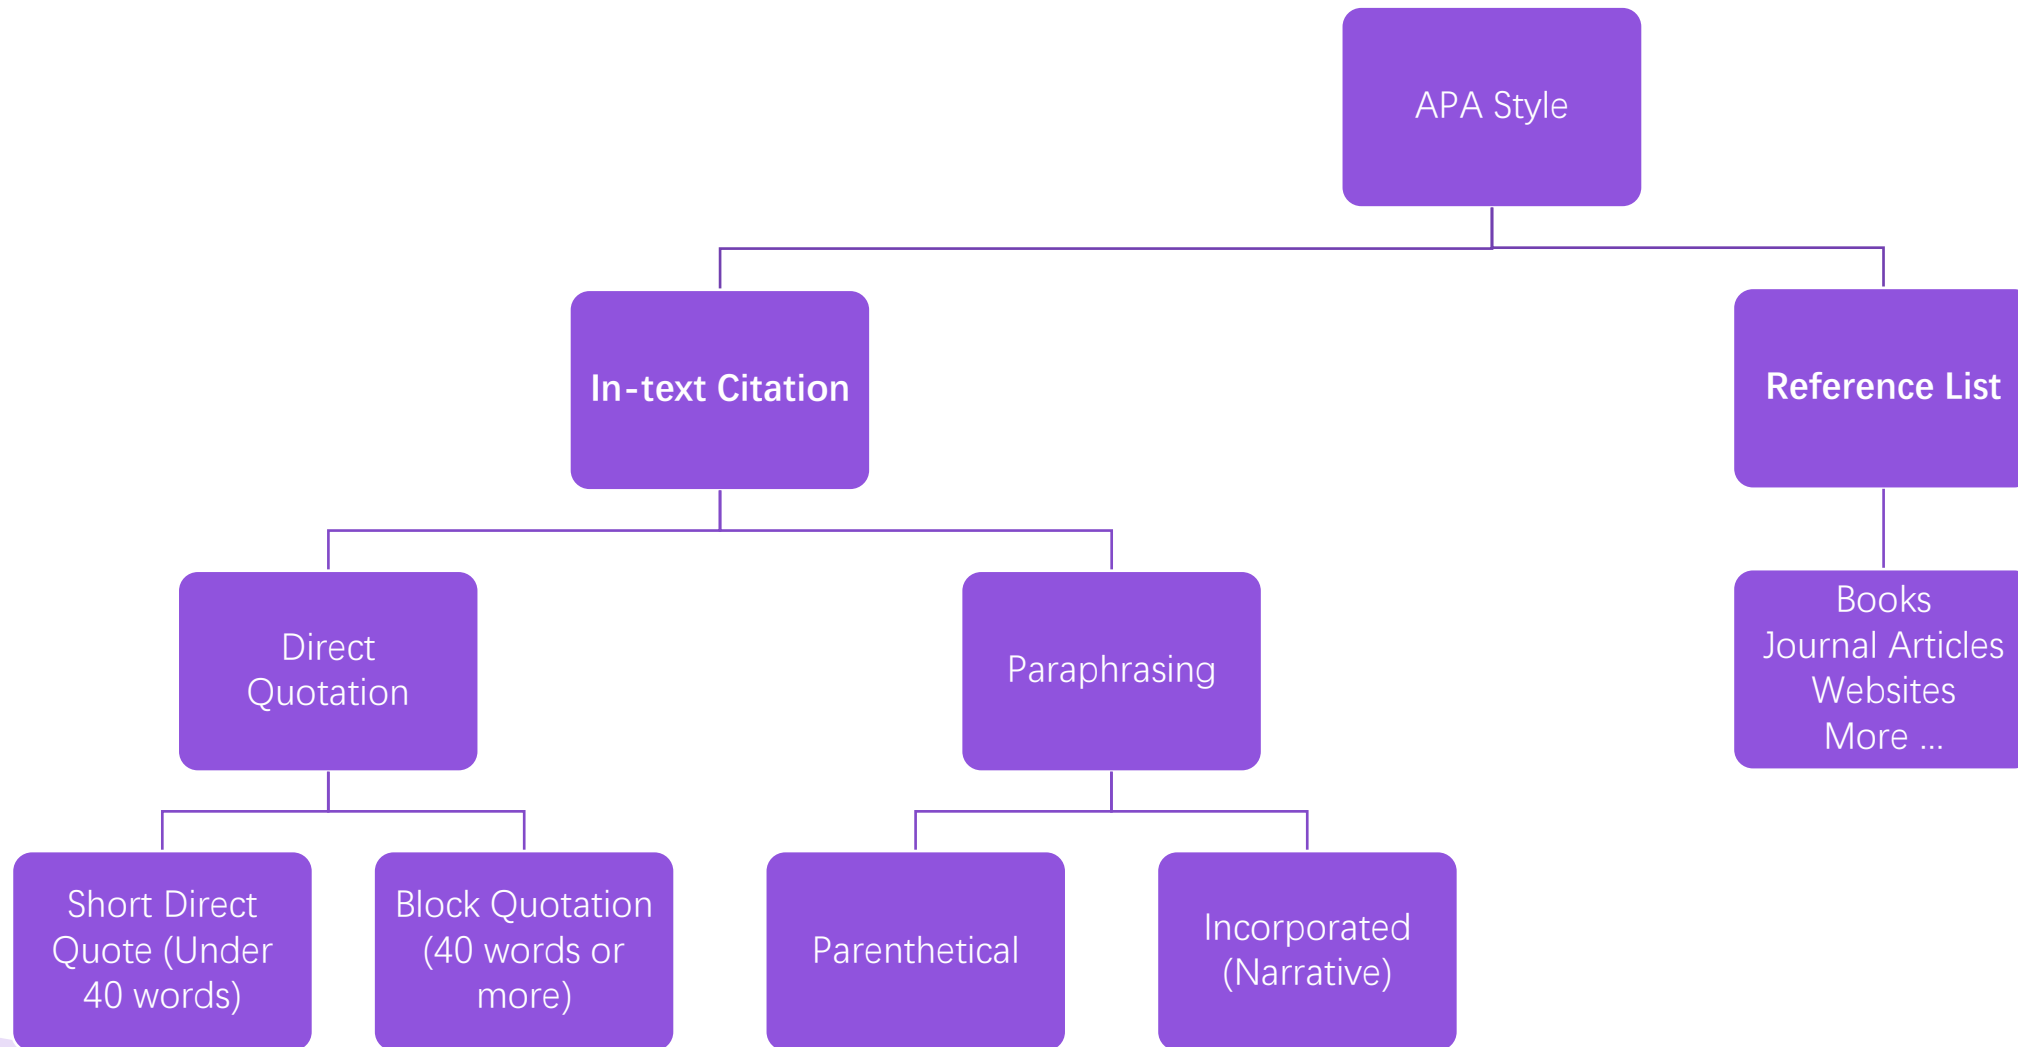 APA Style
In-text Citation
Reference List
Direct
Quotation
Paraphrasing
Books
Journal Articles
Websites
More ...
Short Direct
Quote (Under
40 words)
Block Quotation
(40 words or
more)
Parenthetical
Incorporated
(Narrative)